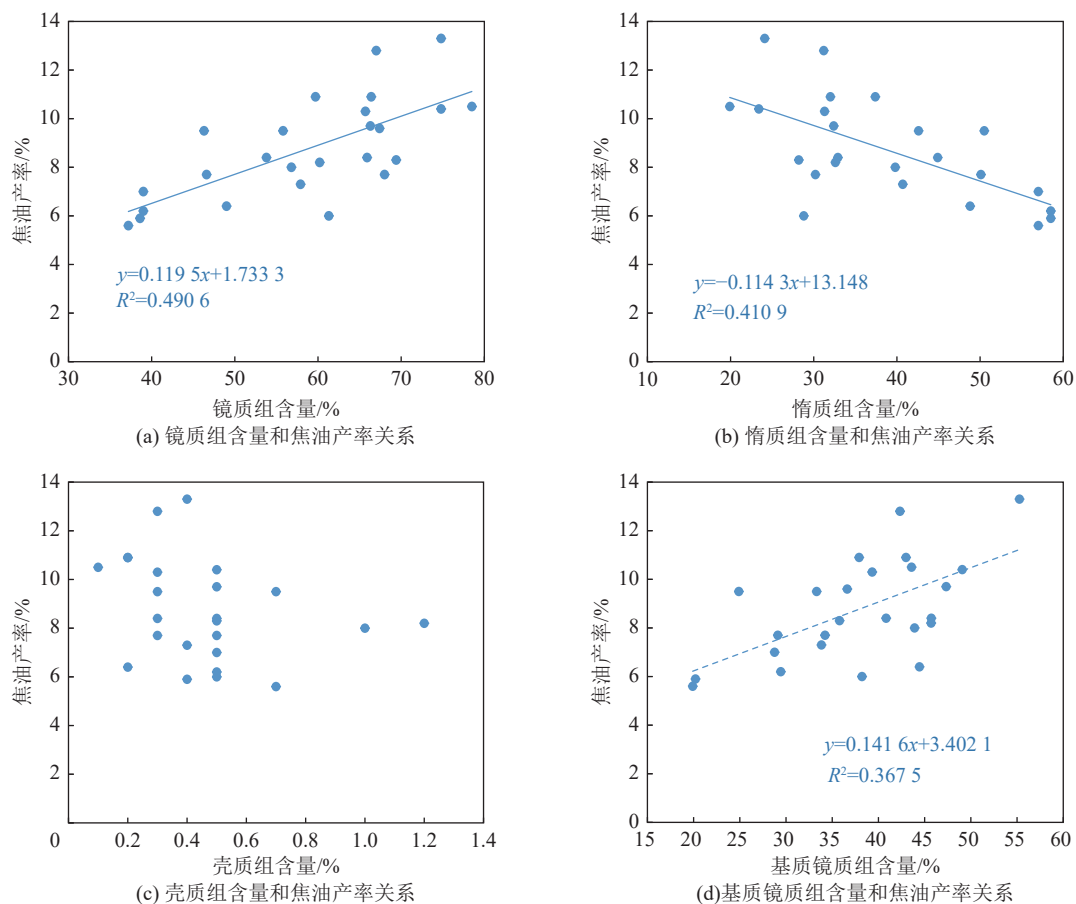 14
12
10
8
6
4
2
0
焦油产率/%
y=0.119 5x+1.733 3
R²=0.490 6
30 40 50 60 70 80
镜质组含量/%
(a) 镜质组含量和焦油产率关系
14
12
10
8
6
4
2
0
焦油产率/%
y=−0.114 3x+13.148
R²=0.410 9
10 20 30 40 50 60
惰质组含量/%
(b) 惰质组含量和焦油产率关系
14
12
10
8
6
4
2
焦油产率/%
0 0.2 0.4 0.6 0.8 1.0 1.2 1.4
壳质组含量/%
(c) 壳质组含量和焦油产率关系
14
12
10
8
6
4
2
0
焦油产率/%
y=0.141 6x+3.402 1
R²=0.367 5
15 20 25 30 35 40 45 50 55 60
基质镜质组含量/%
(d)基质镜质组含量和焦油产率关系